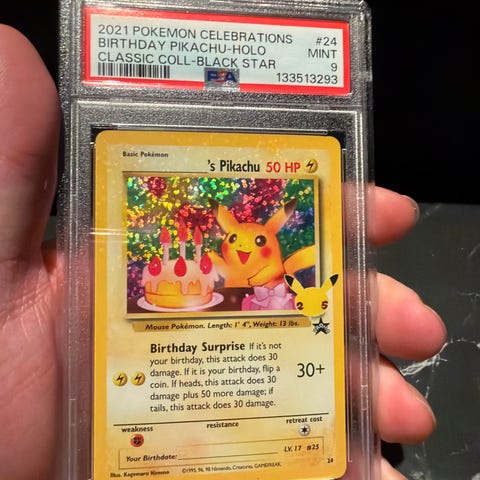 2021 POKEMON CELEBRATIONS #24
BIRTHDAY PIKACHU-HOLO MINT
CLASSIC COLL-BLACK STAR 9
PSA 133513293
Basic Pokémon
's Pikachu 50 HP
25
Mouse Pokémon. Length: 1' 4", Weight: 13 lbs.
Birthday Surprise If it's not
your birthday, this attack does 30
damage. If it is your birthday, flip a
coin. If heads, this attack does 30
damage plus 50 more damage; if
tails, this attack does 30 damage.
30+
weakness resistance retreat cost
Your Birthdate:
LV. 17 #25
Illus. Kagemaru Himeno ©1995, 96, 98 Nintendo, Creatures, GAMEFREAK. 24